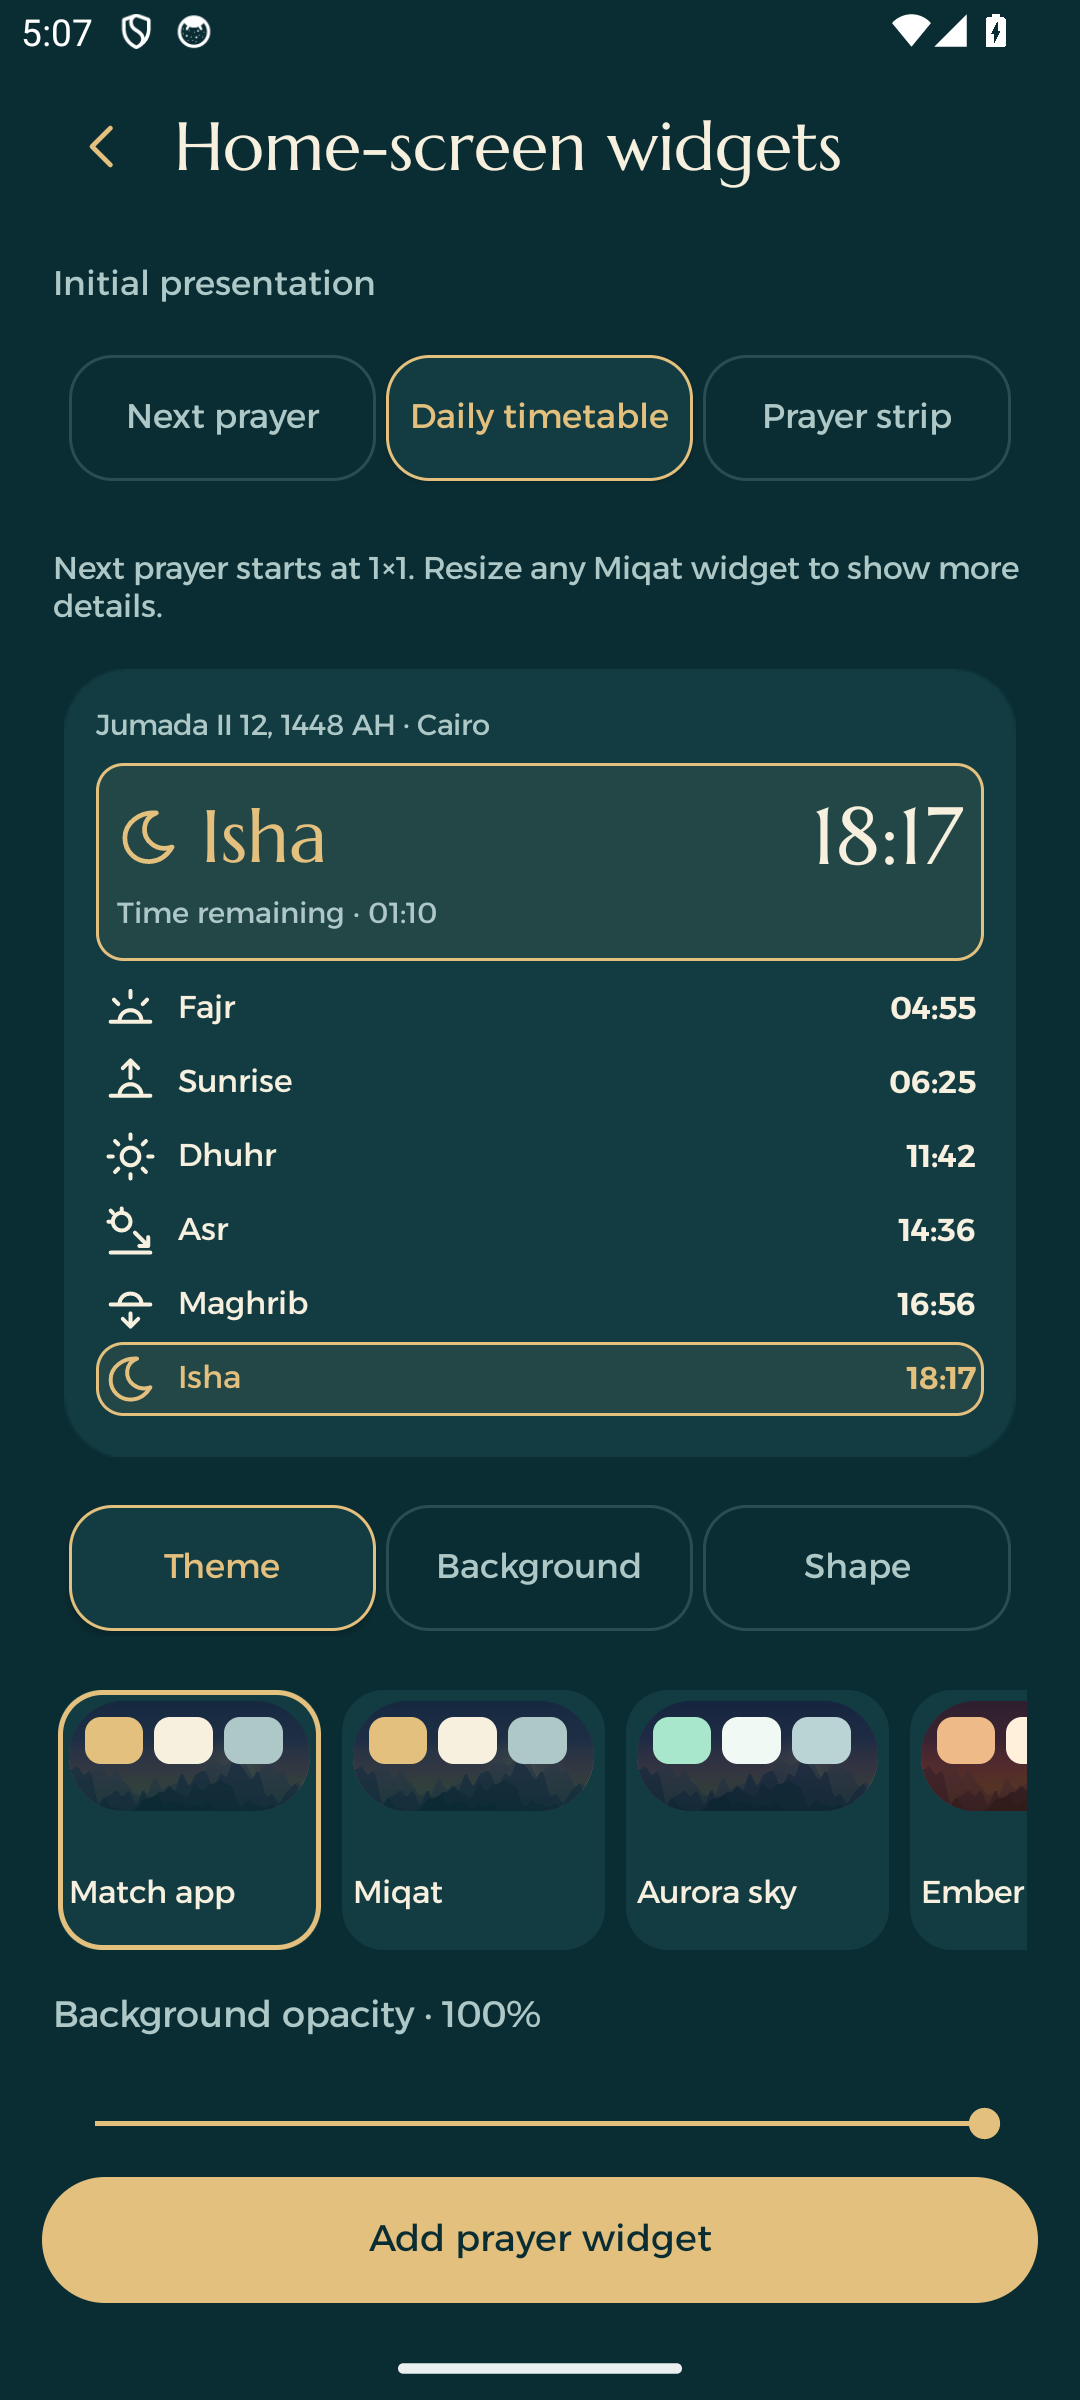 5:07
Home-screen widgets
Initial presentation
Next prayer
Daily timetable
Prayer strip
Next prayer starts at 1×1. Resize any Miqat widget to show more
details.
Jumada II 12, 1448 AH · Cairo
Isha 18:17
Time remaining · 01:10
Fajr 04:55
Sunrise 06:25
Dhuhr 11:42
Asr 14:36
Maghrib 16:56
Isha 18:17
Theme
Background
Shape
Match app
Miqat
Aurora sky
Ember
Background opacity · 100%
Add prayer widget